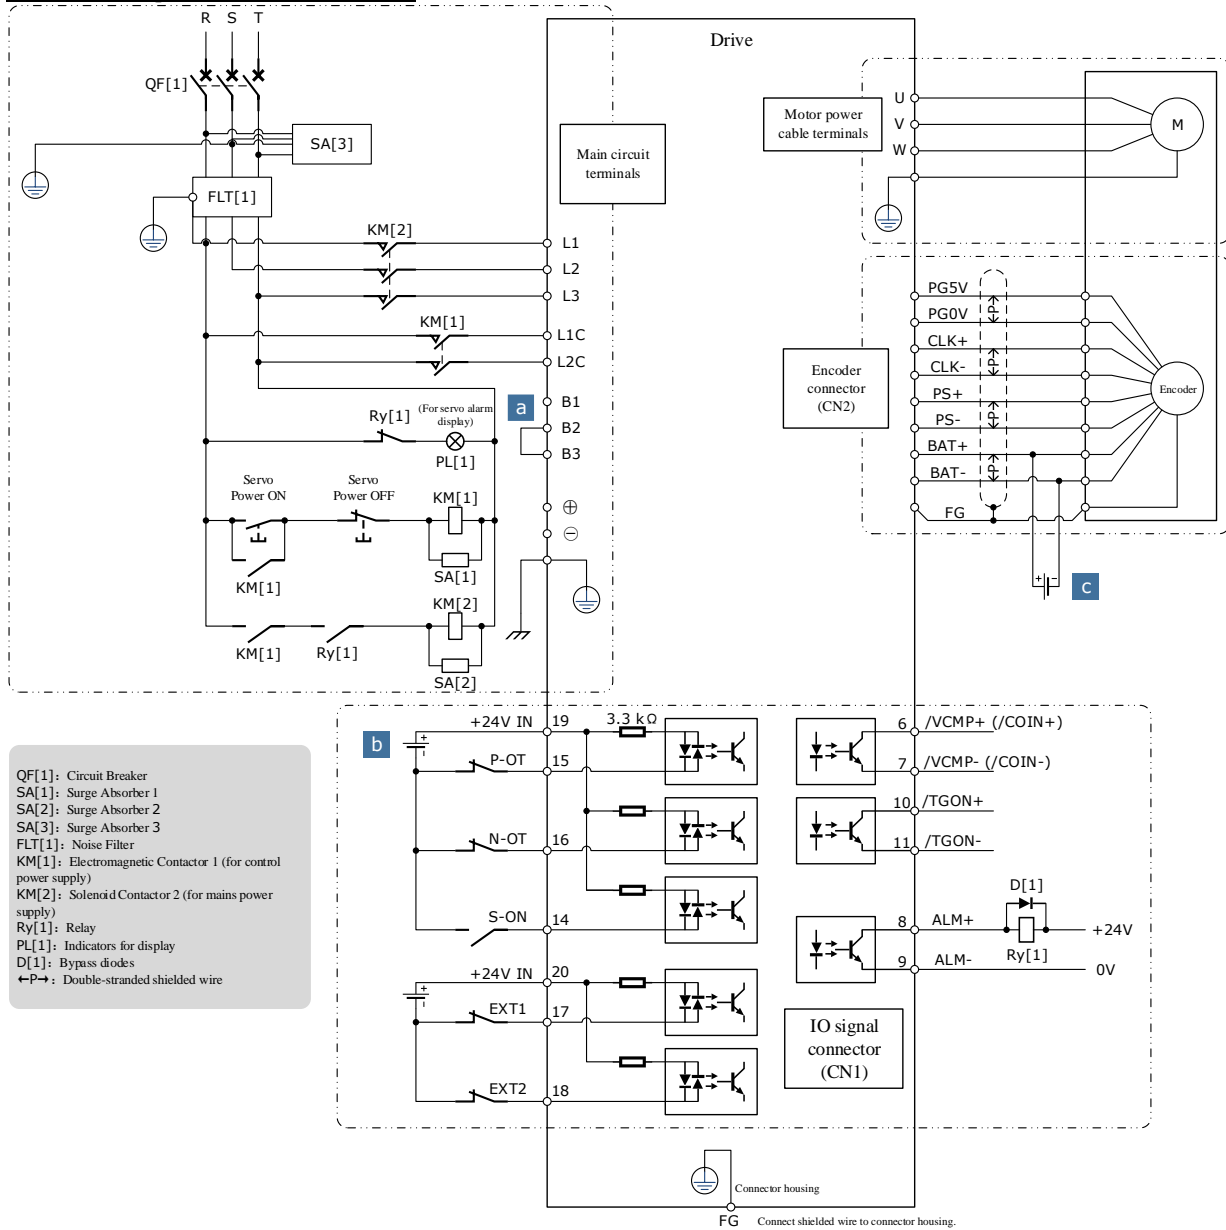 R S T
QF[1]
SA[3]
FLT[1]
KM[2]
KM[1]
Ry[1]
(For servo alarm
display)
PL[1]
Servo
Power ON
Servo
Power OFF
KM[1]
SA[1]
KM[1]
KM[2]
KM[1]
Ry[1]
SA[2]
Main circuit
terminals
L1
L2
L3
L1C
L2C
a
B1
B2
B3
⊕
⊖
Drive
Motor power
cable terminals
U
V
W
M
Encoder
connector
(CN2)
PG5V
PG0V
CLK+
CLK-
PS+
PS-
BAT+
BAT-
FG
P
P
P
P
Encoder
+ -
c
QF[1]: Circuit Breaker
SA[1]: Surge Absorber 1
SA[2]: Surge Absorber 2
SA[3]: Surge Absorber 3
FLT[1]: Noise Filter
KM[1]: Electromagnetic Contactor 1 (for control
power supply)
KM[2]: Solenoid Contactor 2 (for mains power
supply)
Ry[1]: Relay
PL[1]: Indicators for display
D[1]: Bypass diodes
←P→: Double-stranded shielded wire
b
+
+24V IN 19
3.3 kΩ
P-OT 15
N-OT 16
S-ON 14
+24V IN 20
+
EXT1 17
EXT2 18
6 /VCMP+ (/COIN+)
7 /VCMP- (/COIN-)
10 /TGON+
11 /TGON-
D[1]
8 ALM+
+24V
Ry[1]
9 ALM-
0V
IO signal
connector
(CN1)
Connector housing
FG Connect shielded wire to connector housing.